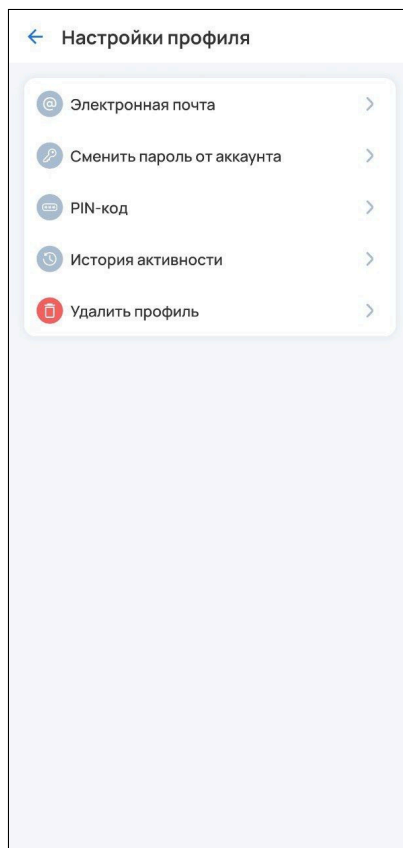 Настройки профиля
Электронная почта
Сменить пароль от аккаунта
PIN-код
История активности
Удалить профиль